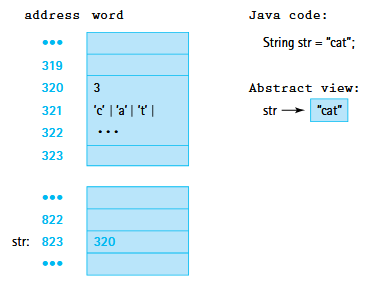 address word
•••
319
320 3
321 'c' | 'a' | 't' |
322 •••
323
•••
822
str: 823 320
•••
Java code:
String str = "cat";
Abstract view:
str "cat"